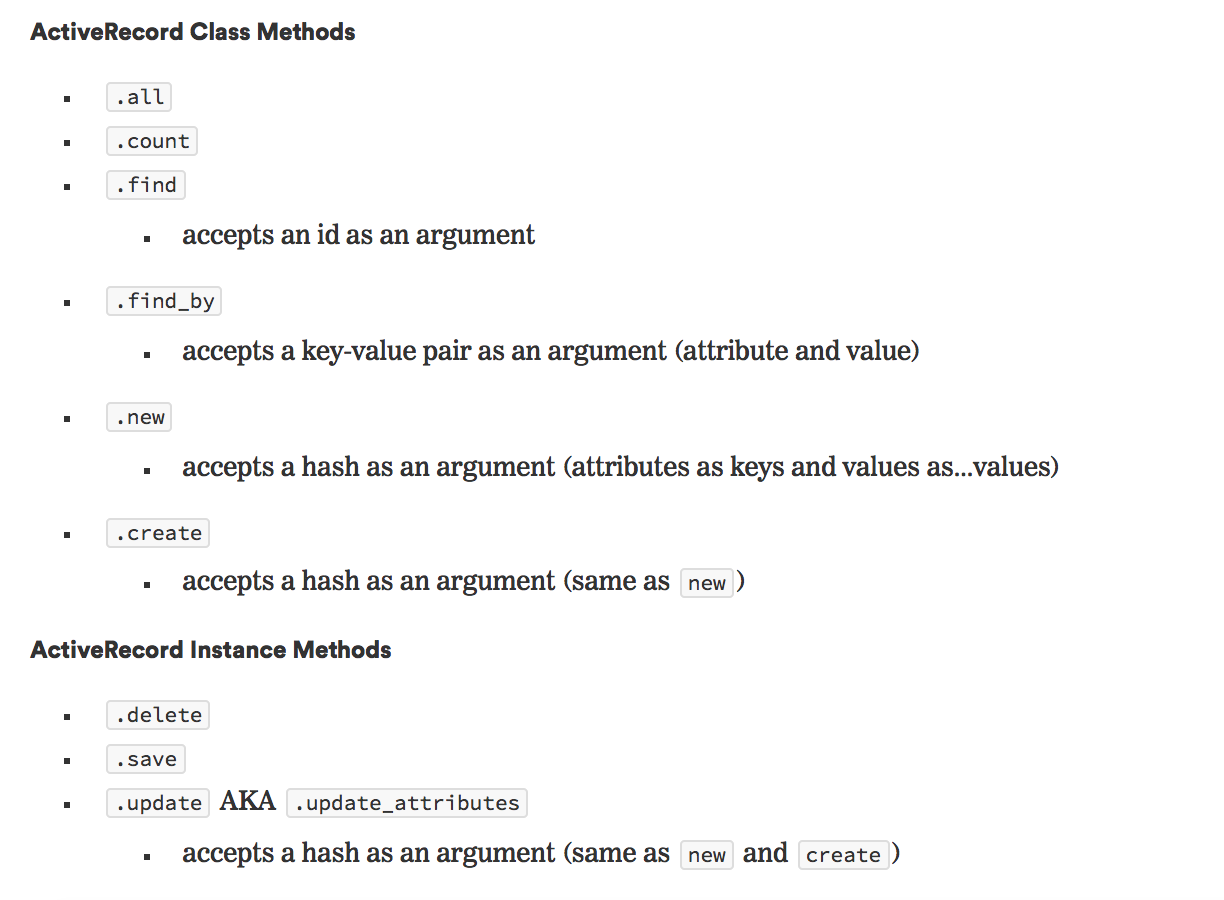 ActiveRecord Class Methods
.all
.count
.find
accepts an id as an argument
.find_by
accepts a key-value pair as an argument (attribute and value)
.new
accepts a hash as an argument (attributes as keys and values as...values)
.create
accepts a hash as an argument (same as new)
ActiveRecord Instance Methods
.delete
.save
.update AKA .update_attributes
accepts a hash as an argument (same as new and create)